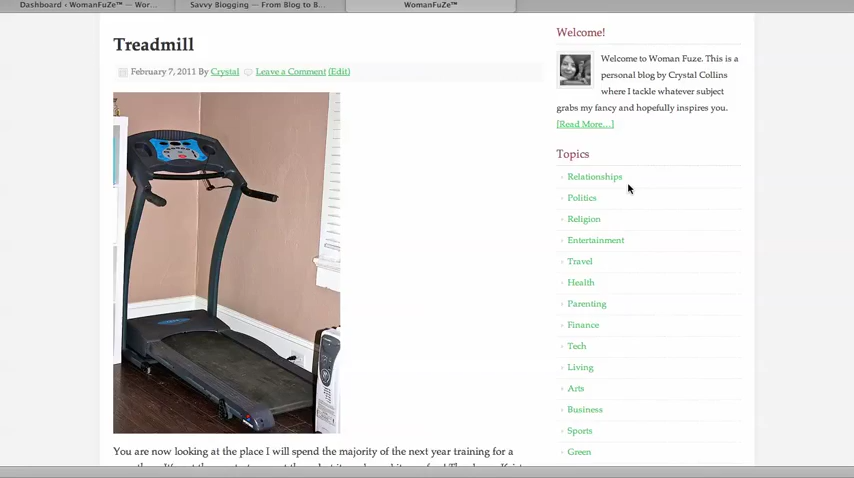 Dashboard ‹ WomanFuZe™ — Wor...
Savvy Blogging — From Blog to B...
WomanFuZe™
Treadmill
February 7, 2011 By Crystal
Leave a Comment (Edit)
You are now looking at the place I will spend the majority of the next year training for a
Welcome!
Welcome to Woman Fuze. This is a
personal blog by Crystal Collins
where I tackle whatever subject
grabs my fancy and hopefully inspires you.
[Read More...]
Topics
Relationships
Politics
Religion
Entertainment
Travel
Health
Parenting
Finance
Tech
Living
Arts
Business
Sports
Green